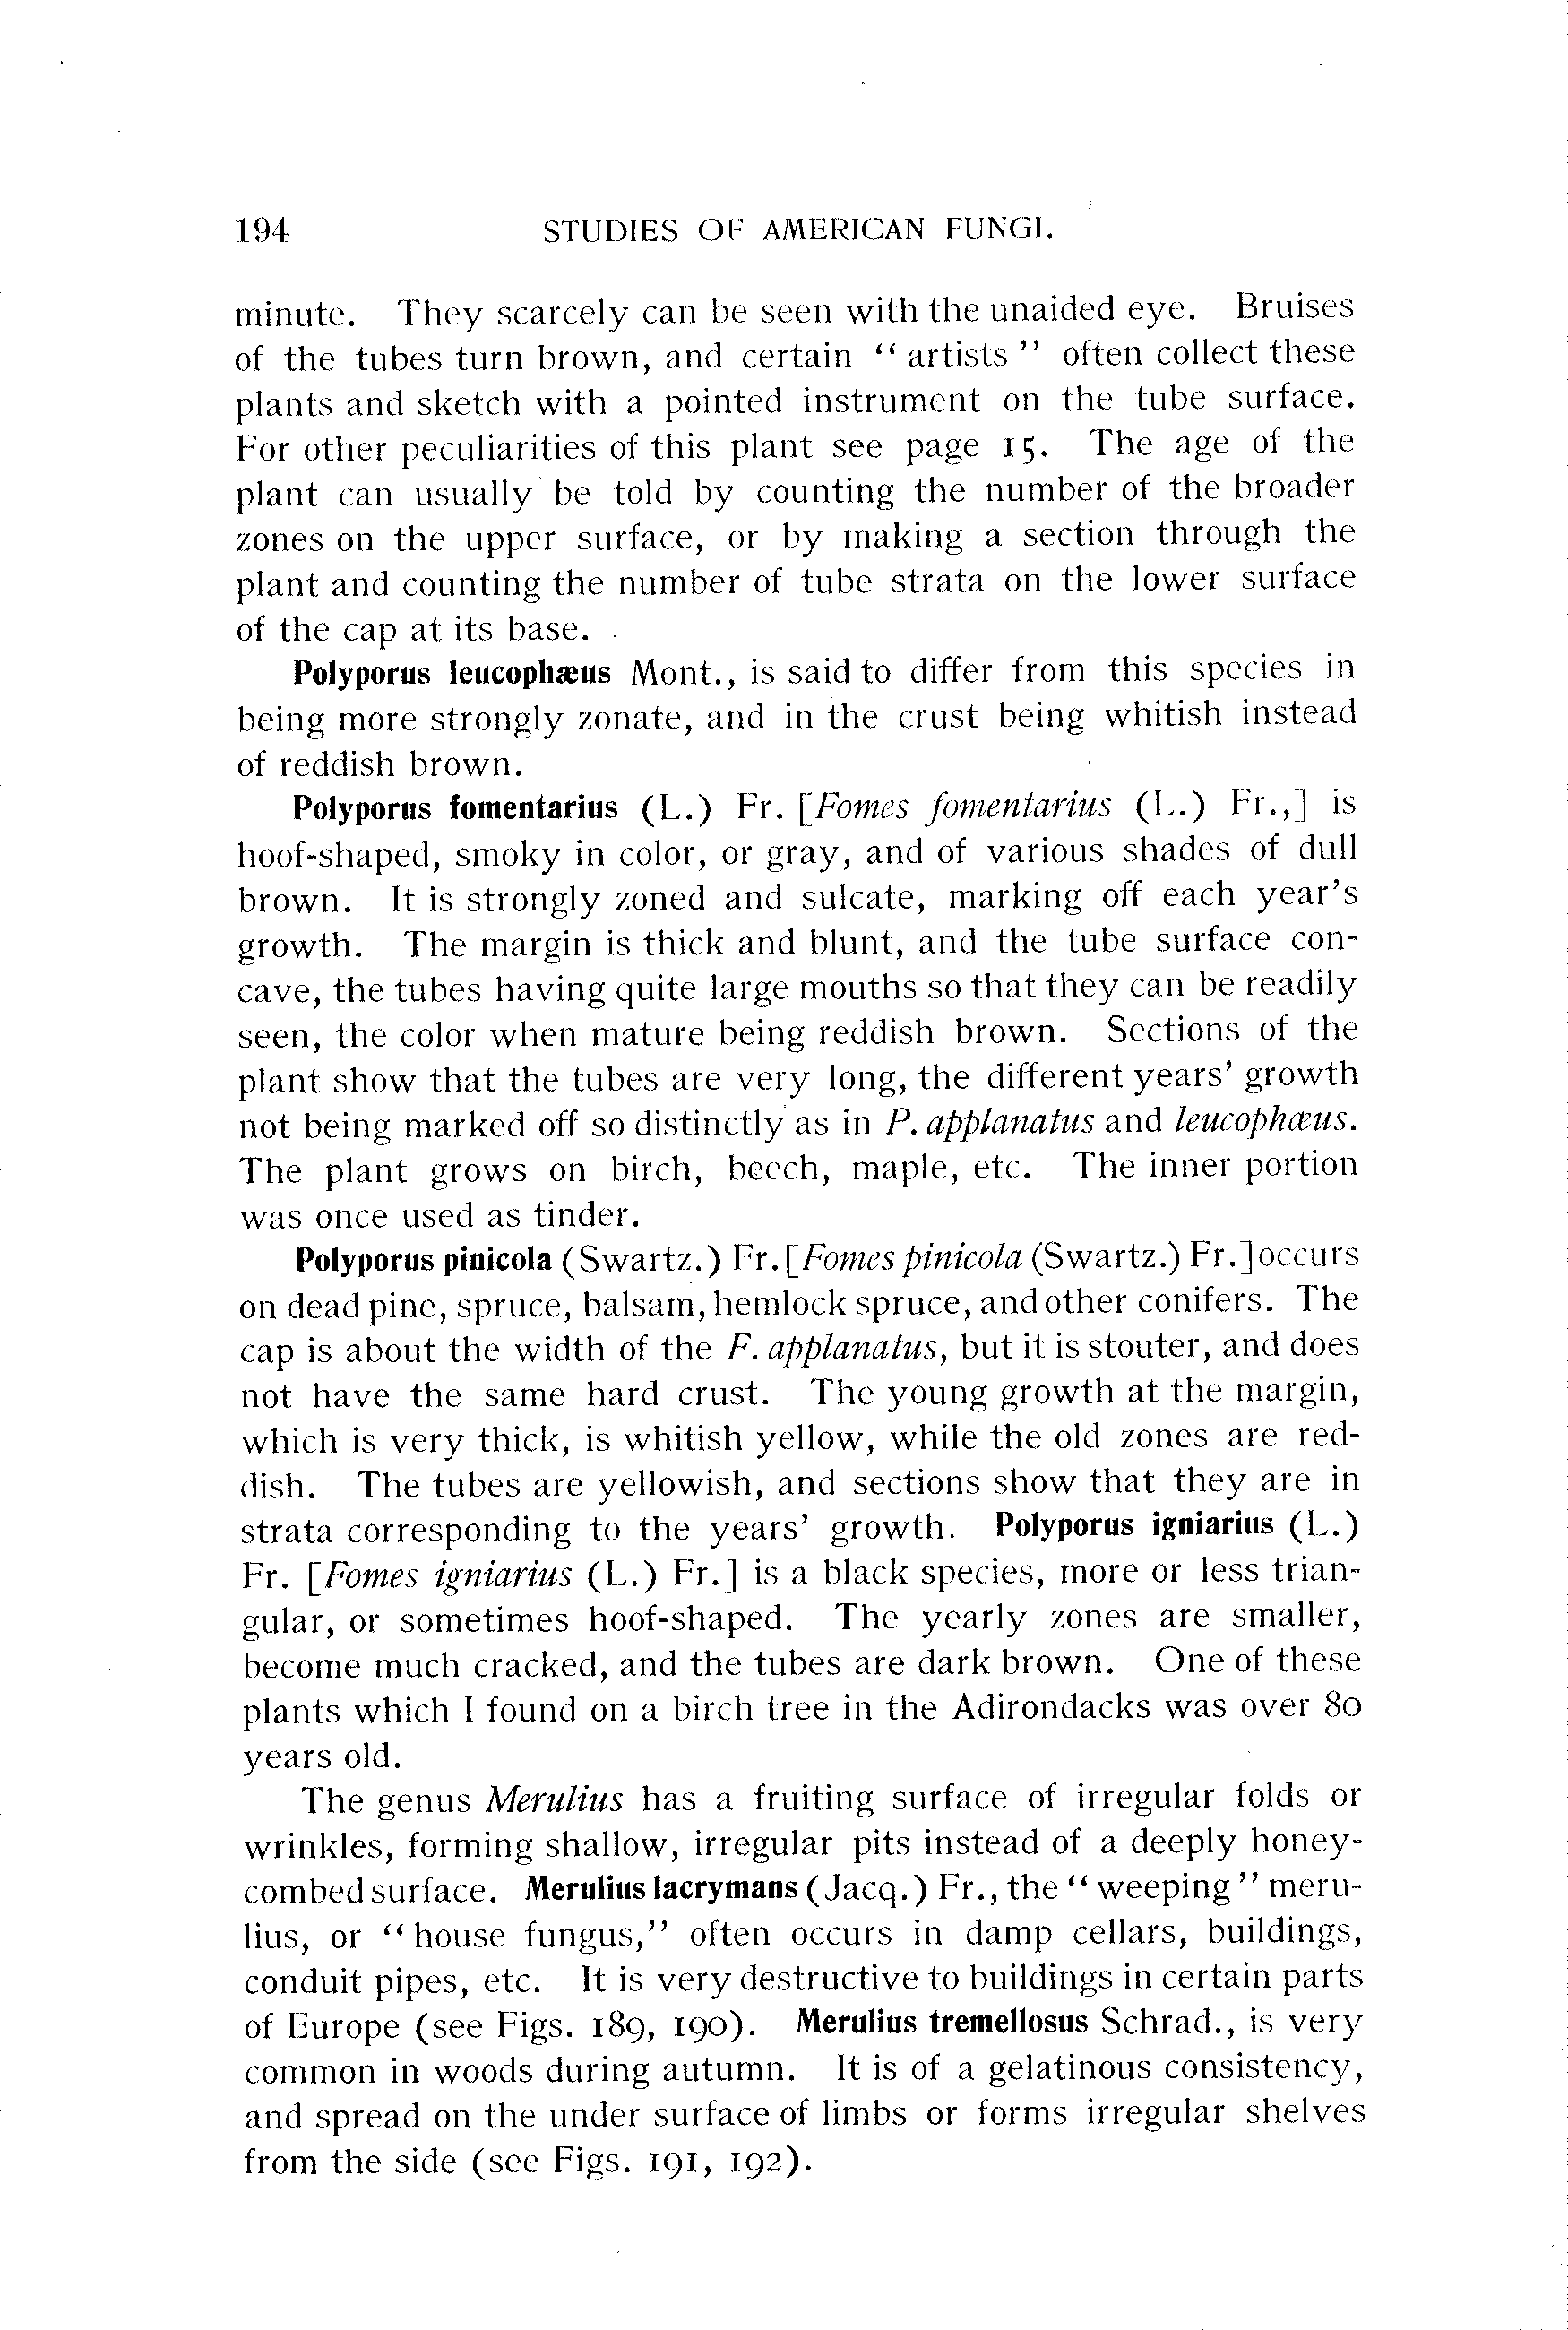 194 STUDIES OF AMERICAN FUNGI.
minute. They scarcely can be seen with the unaided eye. Bruises
of the tubes turn brown, and certain “ artists ” often collect these
plants and sketch with a pointed instrument on the tube surface.
For other peculiarities of this plant see page 15. The age of the
plant can usually be told by counting the number of the broader
zones on the upper surface, or by making a section through the
plant and counting the number of tube strata on the lower surface
of the cap at its base.
Polyporus leucophæus Mont., is said to differ from this species in
being more strongly zonate, and in the crust being whitish instead
of reddish brown.
Polyporus fomentarius (L.) Fr. [Fomes fomentarius (L.) Fr.,] is
hoof-shaped, smoky in color, or gray, and of various shades of dull
brown. It is strongly zoned and sulcate, marking off each year’s
growth. The margin is thick and blunt, and the tube surface con-
cave, the tubes having quite large mouths so that they can be readily
seen, the color when mature being reddish brown. Sections of the
plant show that the tubes are very long, the different years’ growth
not being marked off so distinctly as in P. applanatus and leucophæus.
The plant grows on birch, beech, maple, etc. The inner portion
was once used as tinder.
Polyporus pinicola (Swartz.) Fr. [Fomes pinicola (Swartz.) Fr.] occurs
on dead pine, spruce, balsam, hemlock spruce, and other conifers. The
cap is about the width of the F. applanatus, but it is stouter, and does
not have the same hard crust. The young growth at the margin,
which is very thick, is whitish yellow, while the old zones are red-
dish. The tubes are yellowish, and sections show that they are in
strata corresponding to the years’ growth. Polyporus igniarius (L.)
Fr. [Fomes igniarius (L.) Fr.] is a black species, more or less trian-
gular, or sometimes hoof-shaped. The yearly zones are smaller,
become much cracked, and the tubes are dark brown. One of these
plants which I found on a birch tree in the Adirondacks was over 80
years old.
The genus Merulius has a fruiting surface of irregular folds or
wrinkles, forming shallow, irregular pits instead of a deeply honey-
combed surface. Merulius lacrymans (Jacq.) Fr., the “ weeping ” meru-
lius, or “ house fungus,” often occurs in damp cellars, buildings,
conduit pipes, etc. It is very destructive to buildings in certain parts
of Europe (see Figs. 189, 190). Merulius tremellosus Schrad., is very
common in woods during autumn. It is of a gelatinous consistency,
and spread on the under surface of limbs or forms irregular shelves
from the side (see Figs. 191, 192).